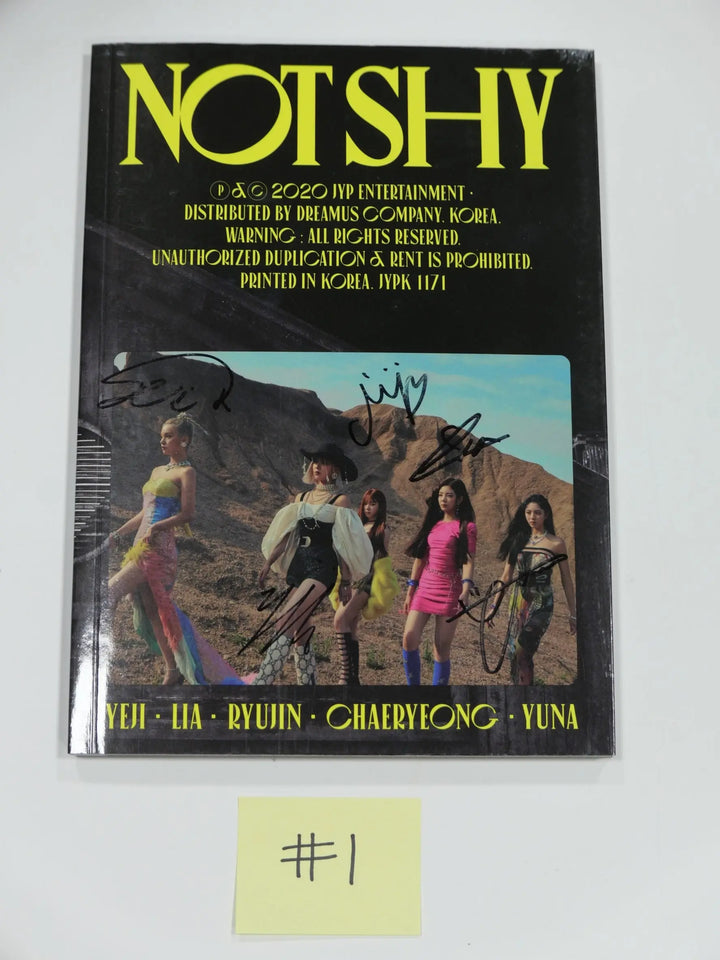 NOT SHY
Ⓟ & Ⓒ 2020 JYP ENTERTAINMENT ·
DISTRIBUTED BY DREAMUS COMPANY. KOREA.
WARNING : ALL RIGHTS RESERVED.
UNAUTHORIZED DUPLICATION & RENT IS PROHIBITED.
PRINTED IN KOREA. JYPK 1171
YEJI · LIA · RYUJIN · CHAERYEONG · YUNA
#1